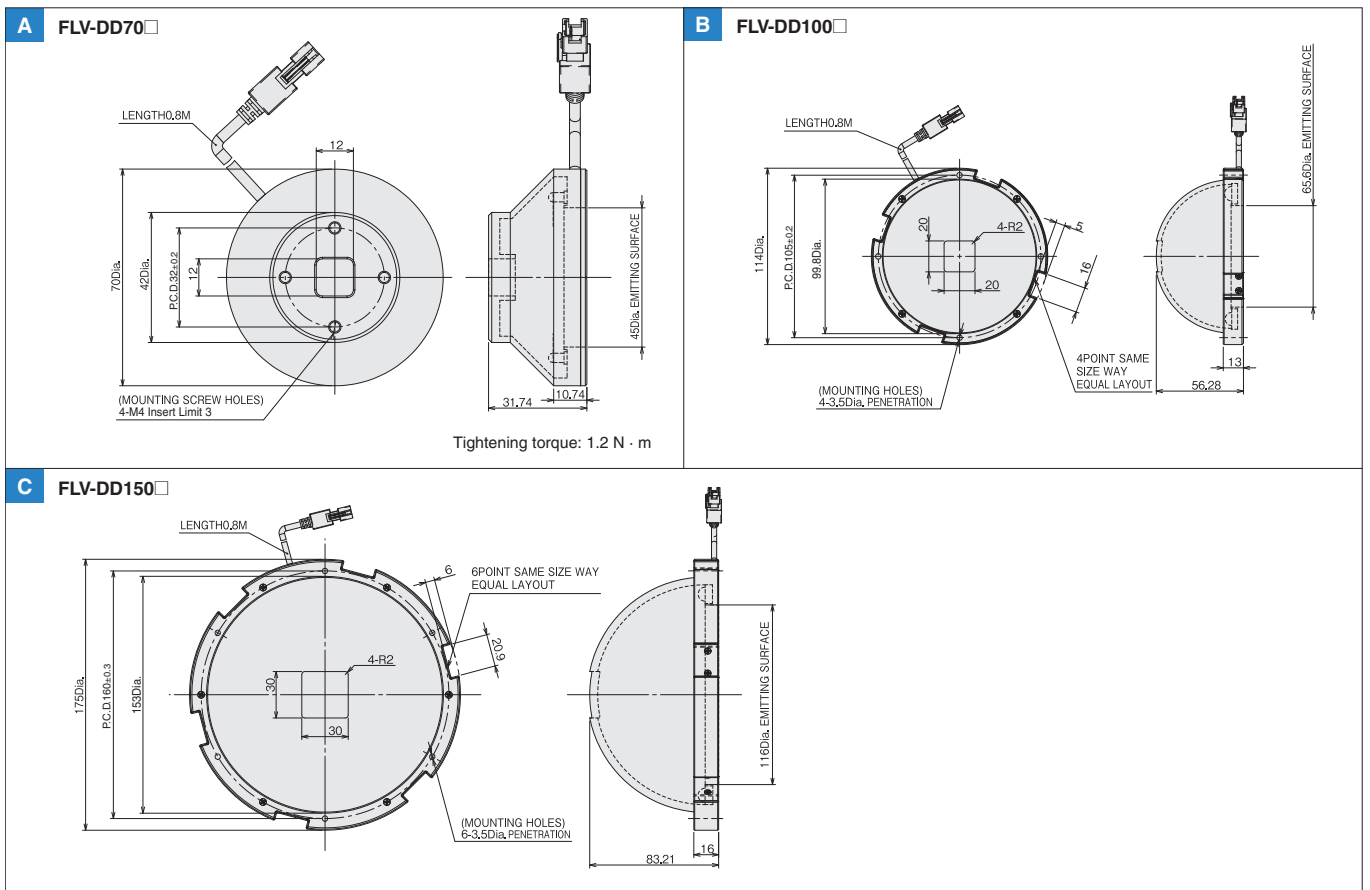 A FLV-DD70□
LENGTH0.8M
12
70Dia.
42Dia.
P.C.D.32±0.2
12
45Dia. EMITTING SURFACE
(MOUNTING SCREW HOLES)
4-M4 Insert Limit 3
10.74
31.74
Tightening torque: 1.2 N · m
B FLV-DD100□
LENGTH0.8M
65.6Dia. EMITTING SURFACE
114Dia.
P.C.D.105±0.2
99.8Dia.
20
4-R2
20
5
16
(MOUNTING HOLES)
4-3.5Dia. PENETRATION
4POINT SAME
SIZE WAY
EQUAL LAYOUT
13
56.28
C FLV-DD150□
LENGTH0.8M
6
6POINT SAME SIZE WAY
EQUAL LAYOUT
20.9
175Dia.
P.C.D.160±0.3
153Dia.
30
4-R2
30
116Dia. EMITTING SURFACE
(MOUNTING HOLES)
6-3.5Dia. PENETRATION
16
83.21